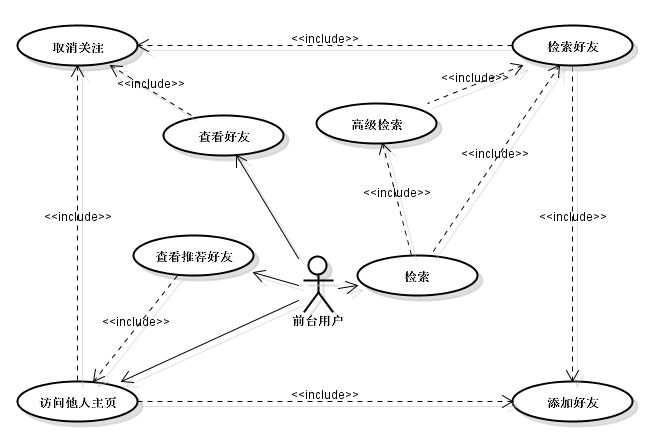 <<include>>
取消关注
检索好友
<<include>>
<<include>>
查看好友
高级检索
<<include>>
<<include>>
<<include>>
<<include>>
查看推荐好友
检索
<<include>>
前台用户
<<include>>
访问他人主页
添加好友